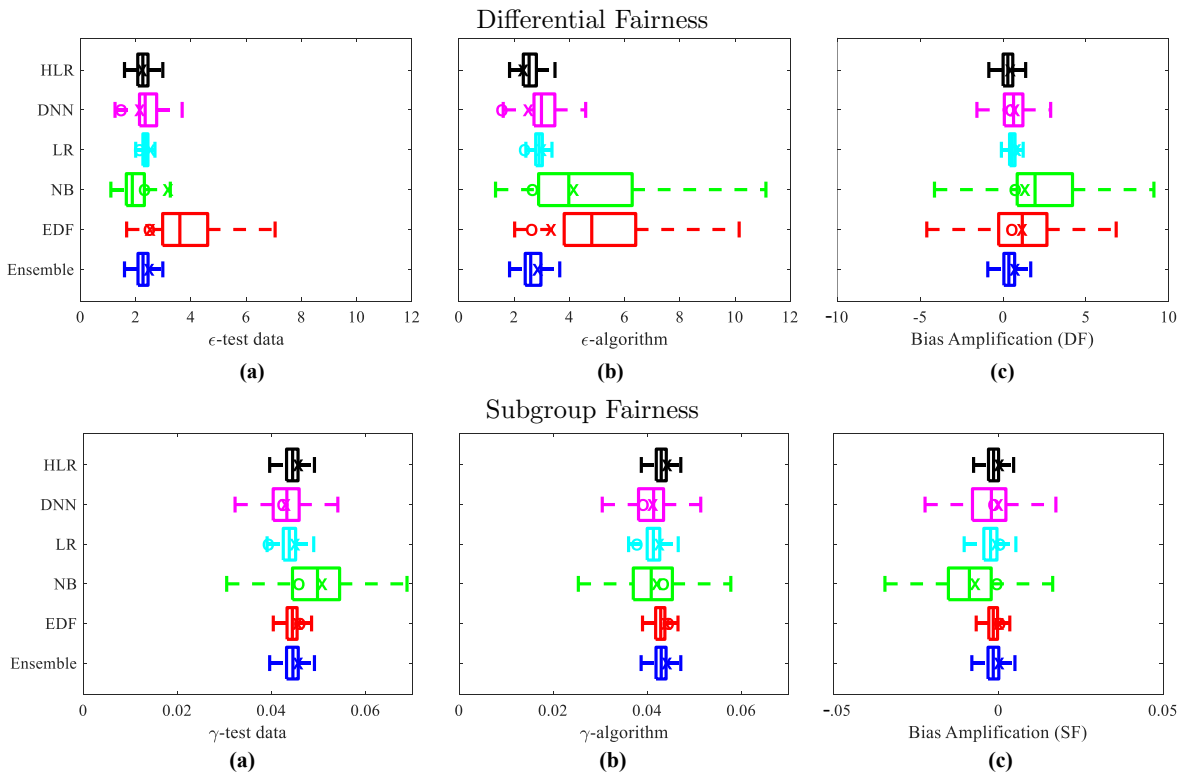 Differential Fairness
HLR
DNN
LR
NB
EDF
Ensemble
0 2 4 6 8 10 12
0 2 4 6 8 10 12
-10 -5 0 5 10
ϵ-test data
ϵ-algorithm
Bias Amplification (DF)
(a)
(b)
(c)
Subgroup Fairness
HLR
DNN
LR
NB
EDF
Ensemble
0 0.02 0.04 0.06
0 0.02 0.04 0.06
-.05 0 0.05
γ-test data
γ-algorithm
Bias Amplification (SF)
(a)
(b)
(c)